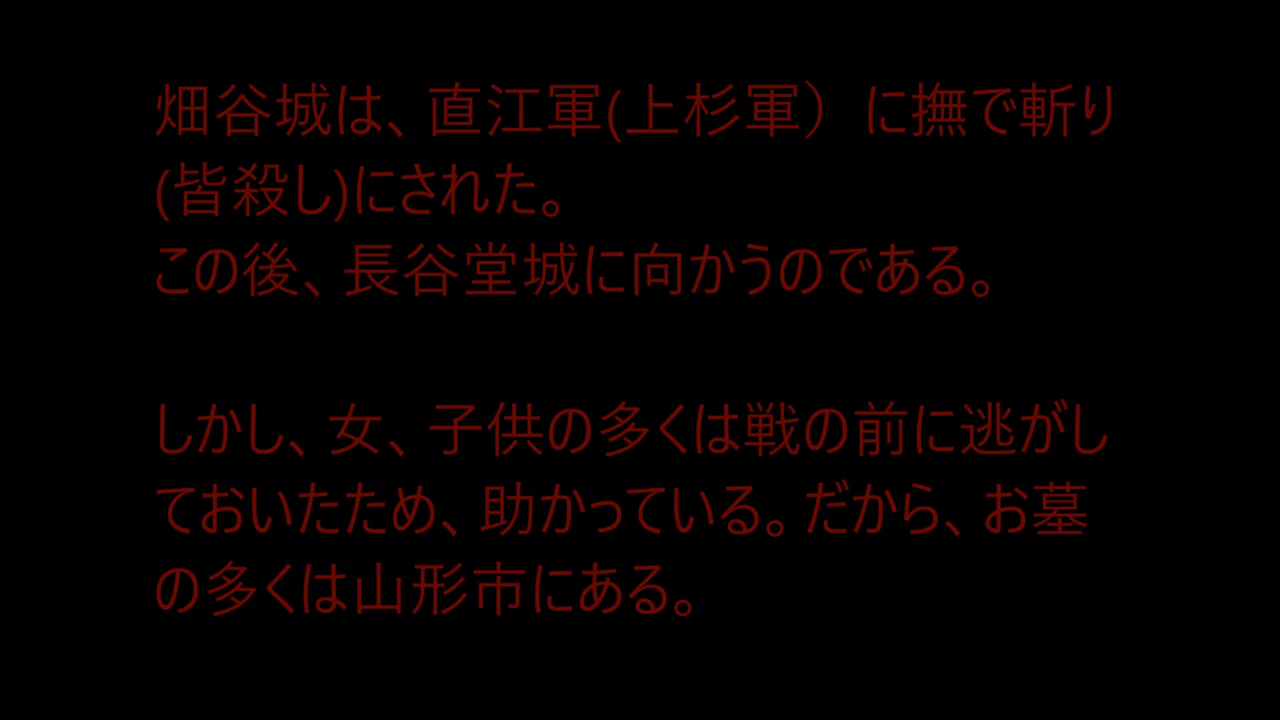 畑谷城は、直江軍(上杉軍）に撫で斬り
(皆殺し)にされた。
この後、長谷堂城に向かうのである。
しかし、女、子供の多くは戦の前に逃がし
ておいたため、助かっている。だから、お墓
の多くは山形市にある。